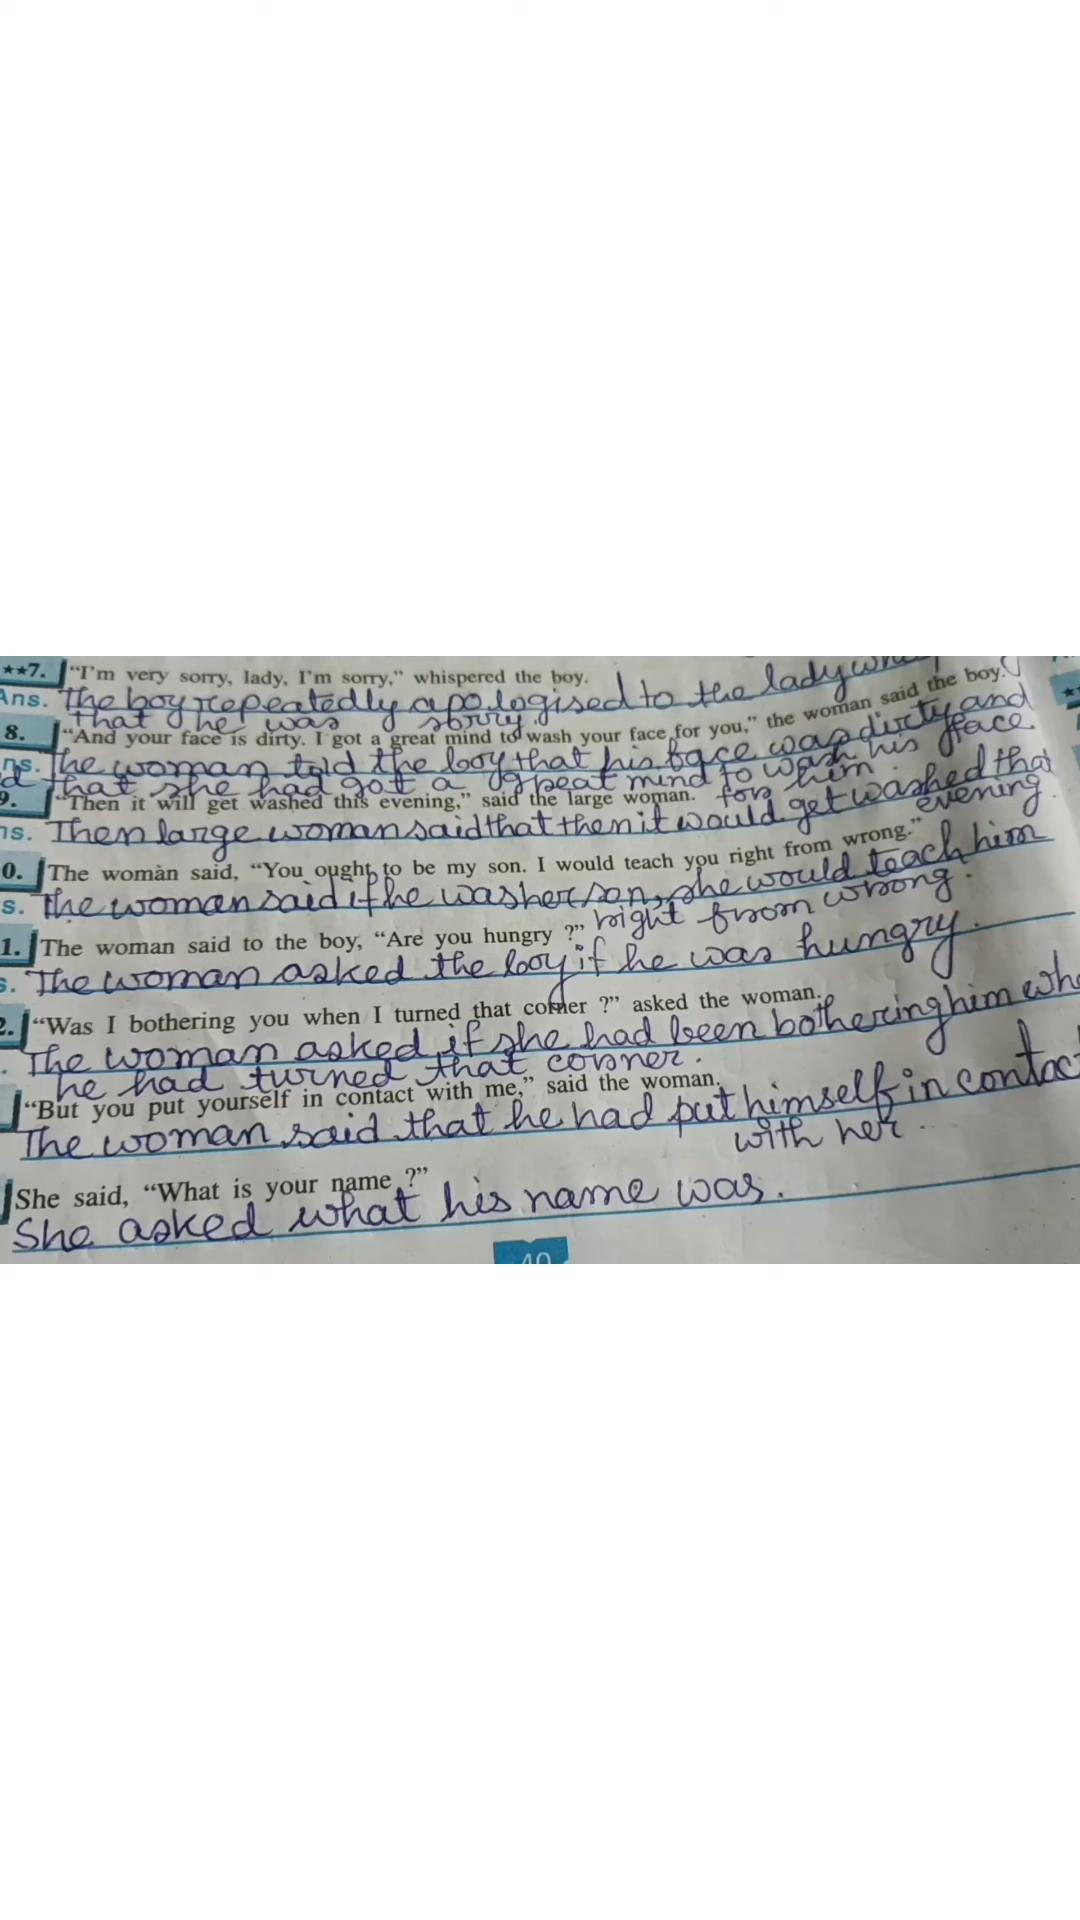 ★★7. "I'm very sorry, lady, I'm sorry," whispered the boy.
Ans. The boy repeatedly apologised to the lady
that he was sorry.
8. "And your face is dirty. I got a great mind to wash your face for you," the woman said the boy.
ns. The woman told the boy that his face was dirty and
d that she had got a great mind to wash his face
for him.
9. "Then it will get washed this evening," said the large woman.
ns. Then large woman said that then it would get washed that
evening.
0. The woman said, "You ought to be my son. I would teach you right from wrong."
s. The woman said if he was her son, she would teach him
right from wrong.
1. The woman said to the boy, "Are you hungry ?"
s. The woman asked the boy if he was hungry.
2. "Was I bothering you when I turned that corner ?" asked the woman.
. The woman asked if she had been bothering him whe
he had turned that corner.
"But you put yourself in contact with me," said the woman.
The woman said that he had put himself in contact
with her.
She said, "What is your name ?"
She asked what his name was.
40